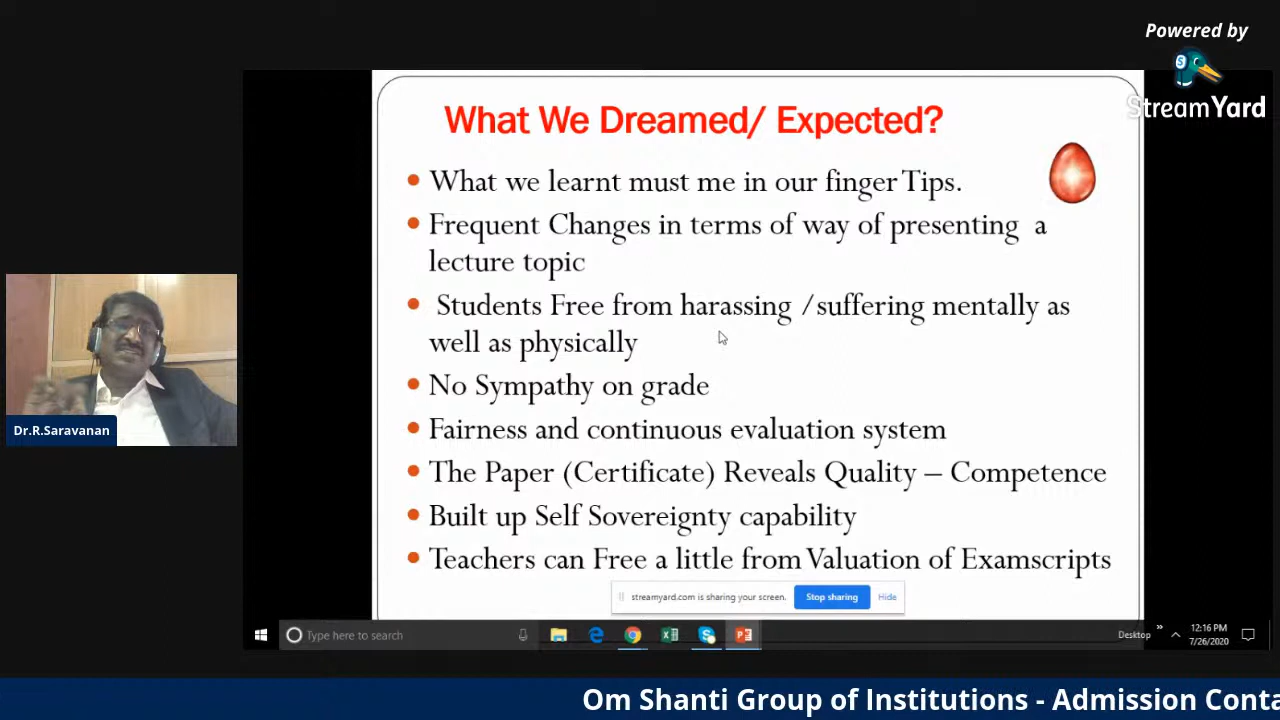 Powered by
StreamYard
What We Dreamed/ Expected?
What we learnt must me in our finger Tips.
Frequent Changes in terms of way of presenting a
lecture topic
Students Free from harassing /suffering mentally as
well as physically
No Sympathy on grade
Fairness and continuous evaluation system
The Paper (Certificate) Reveals Quality – Competence
Built up Self Sovereignty capability
Teachers can Free a little from Valuation of Examscripts
Dr.R.Saravanan
streamyard.com is sharing your screen.
Stop sharing
Hide
Type here to search
Desktop
12:16 PM
7/26/2020
Om Shanti Group of Institutions - Admission Conta